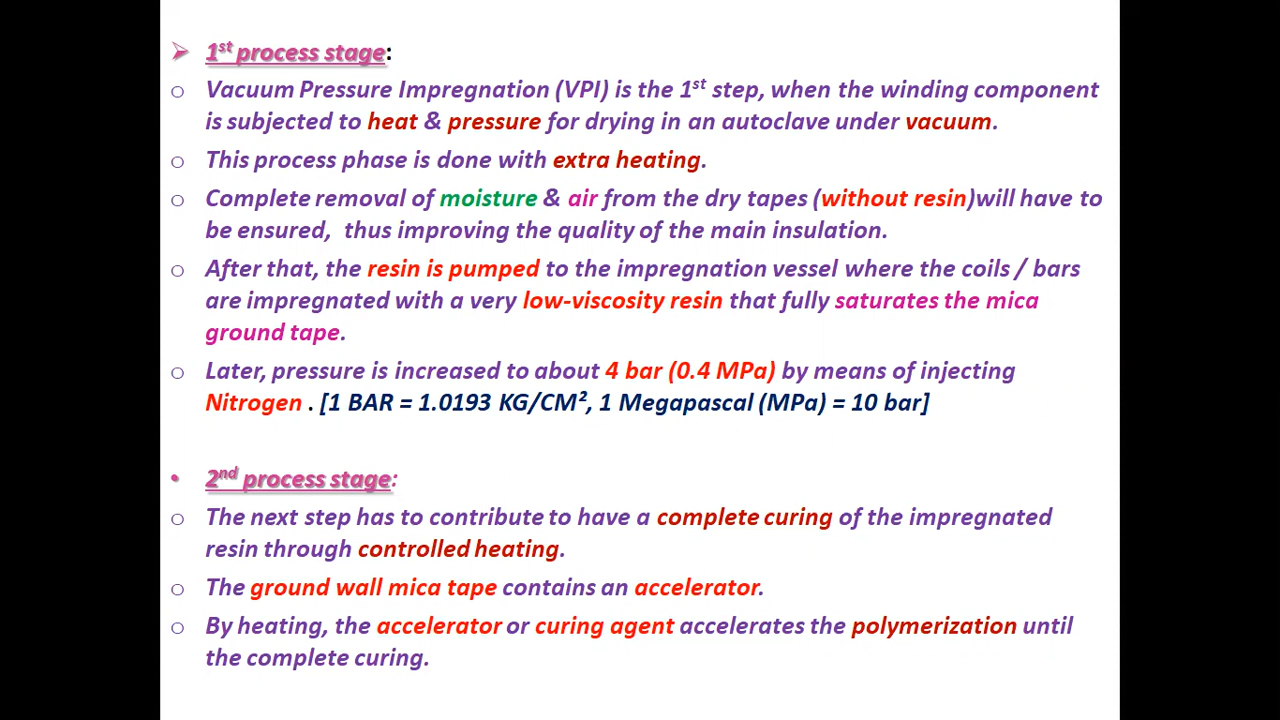 ➢ 1st process stage:
o Vacuum Pressure Impregnation (VPI) is the 1st step, when the winding component
is subjected to heat & pressure for drying in an autoclave under vacuum.
o This process phase is done with extra heating.
o Complete removal of moisture & air from the dry tapes (without resin)will have to
be ensured, thus improving the quality of the main insulation.
o After that, the resin is pumped to the impregnation vessel where the coils / bars
are impregnated with a very low-viscosity resin that fully saturates the mica
ground tape.
o Later, pressure is increased to about 4 bar (0.4 MPa) by means of injecting
Nitrogen . [1 BAR = 1.0193 KG/CM², 1 Megapascal (MPa) = 10 bar]
• 2nd process stage:
o The next step has to contribute to have a complete curing of the impregnated
resin through controlled heating.
o The ground wall mica tape contains an accelerator.
o By heating, the accelerator or curing agent accelerates the polymerization until
the complete curing.